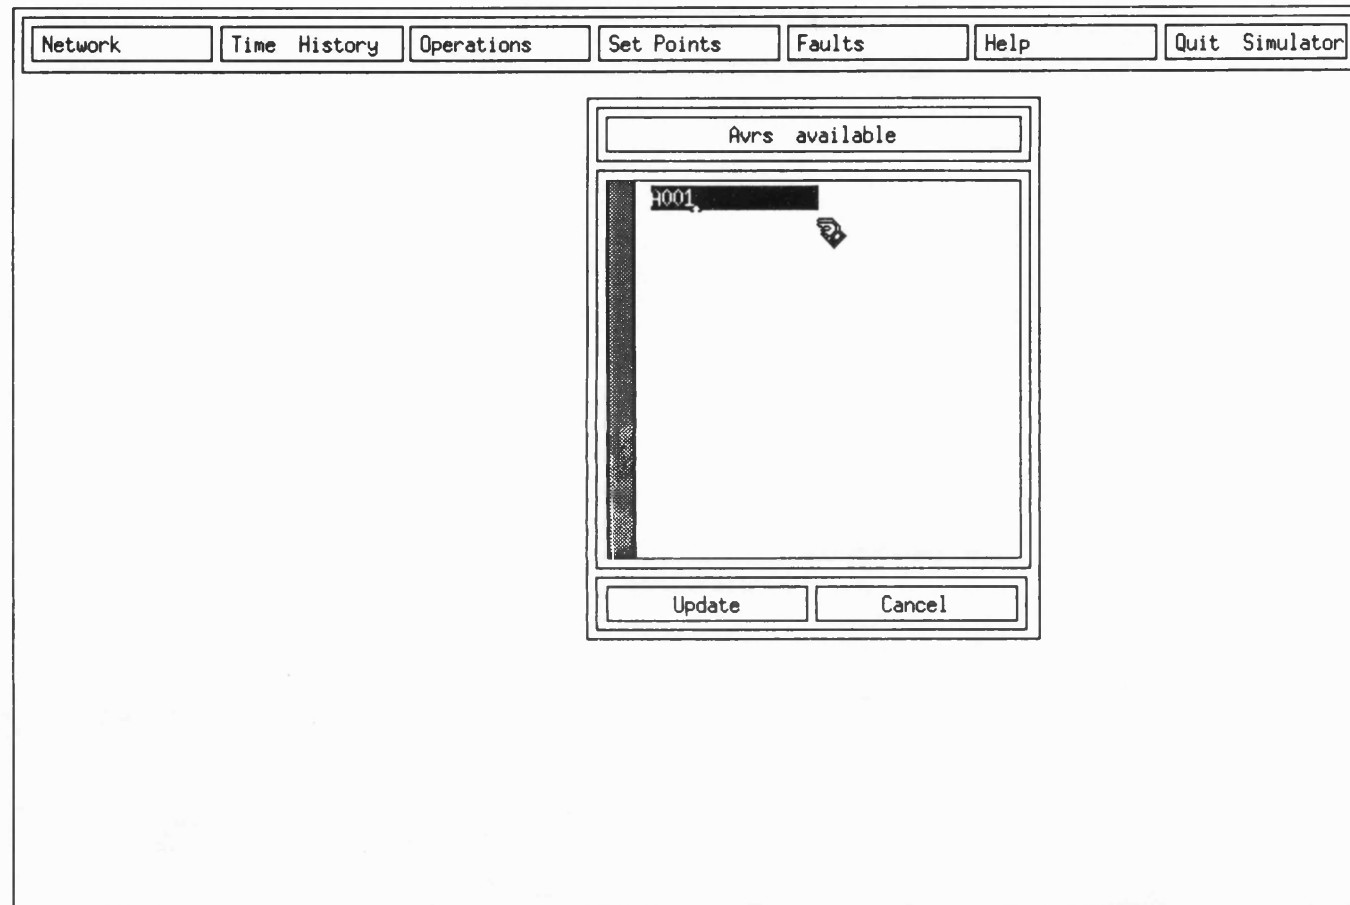 Network Time History Operations Set Points Faults Help Quit Simulator
Avrs available
A001
Update Cancel